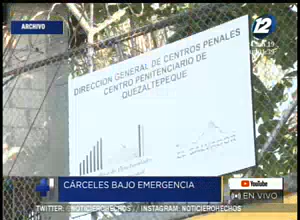 ARCHIVO
12
DIRECCION GENERAL DE CENTROS PENALES
CENTRO PENITENCIARIO DE
QUEZALTEPEQUE
EL SALVADOR
CÁRCELES BAJO EMERGENCIA
YouTube
EN VIVO
TWITTER: NOTICIEROHECHOS // INSTAGRAM: NOTICIEROHECHOS